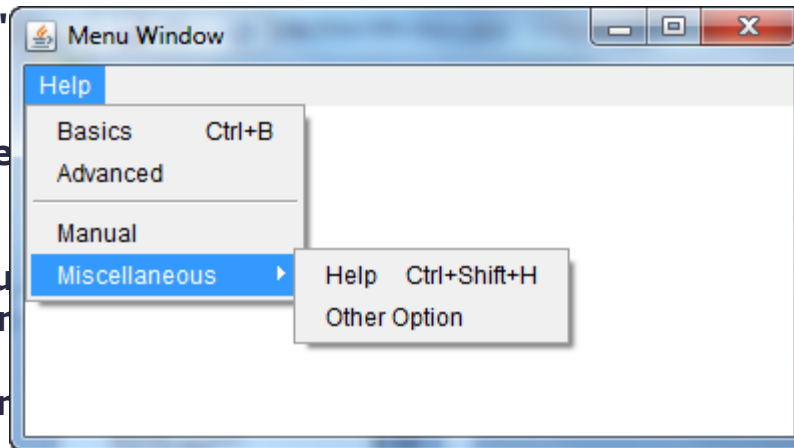 Menu Window
Help
Basics Ctrl+B
Advanced
Manual
Miscellaneous
Help Ctrl+Shift+H
Other Option